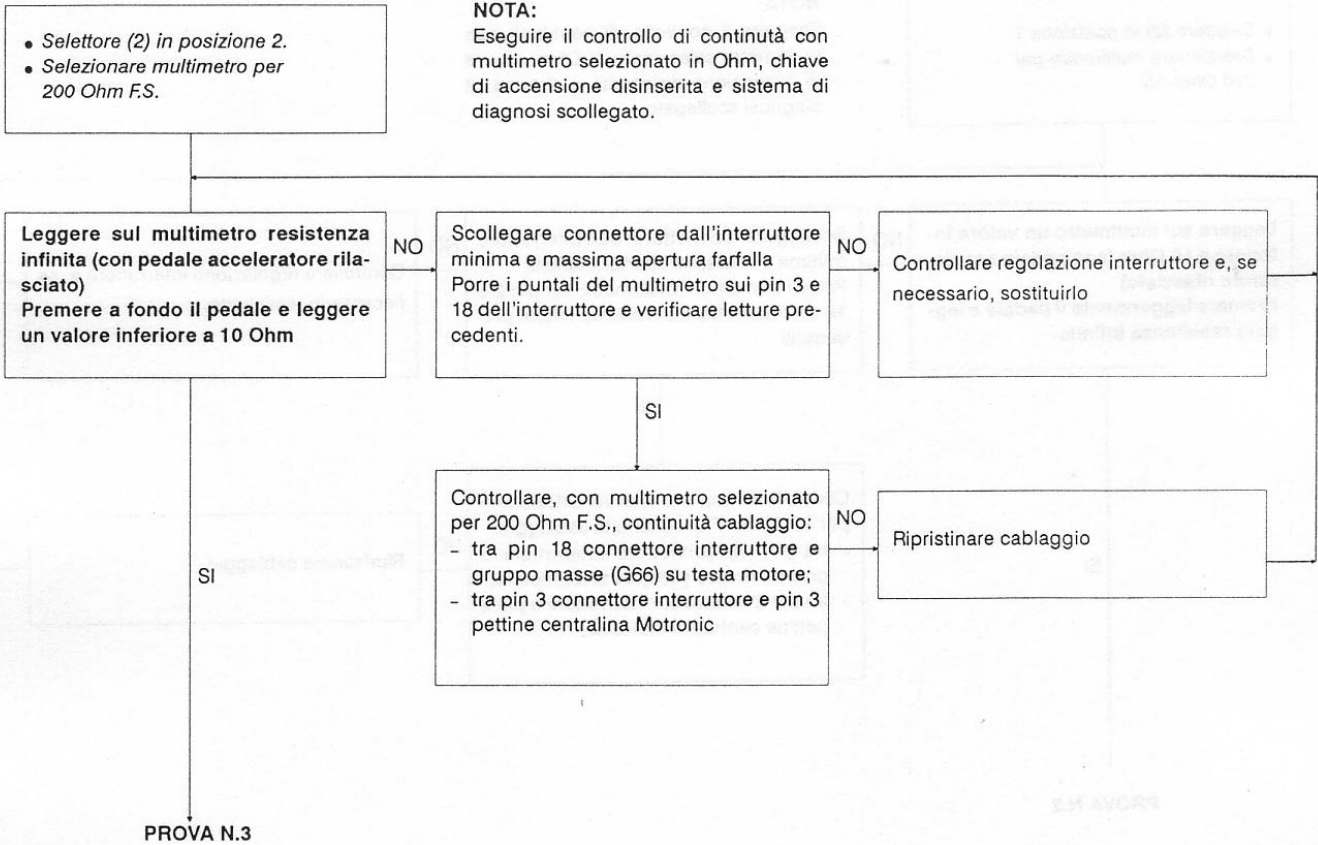 • Selettore (2) in posizione 2.
• Selezionare multimetro per
200 Ohm F.S.
NOTA:
Eseguire il controllo di continutà con
multimetro selezionato in Ohm, chiave
di accensione disinserita e sistema di
diagnosi scollegato.
Leggere sul multimetro resistenza
infinita (con pedale acceleratore rila-
sciato)
Premere a fondo il pedale e leggere
un valore inferiore a 10 Ohm
NO
Scollegare connettore dall'interruttore
minima e massima apertura farfalla
Porre i puntali del multimetro sui pin 3 e
18 dell'interruttore e verificare letture pre-
cedenti.
NO
Controllare regolazione interruttore e, se
necessario, sostituirlo
SI
Controllare, con multimetro selezionato
per 200 Ohm F.S., continuità cablaggio:
- tra pin 18 connettore interruttore e
gruppo masse (G66) su testa motore;
- tra pin 3 connettore interruttore e pin 3
pettine centralina Motronic
NO
Ripristinare cablaggio
SI
PROVA N.3